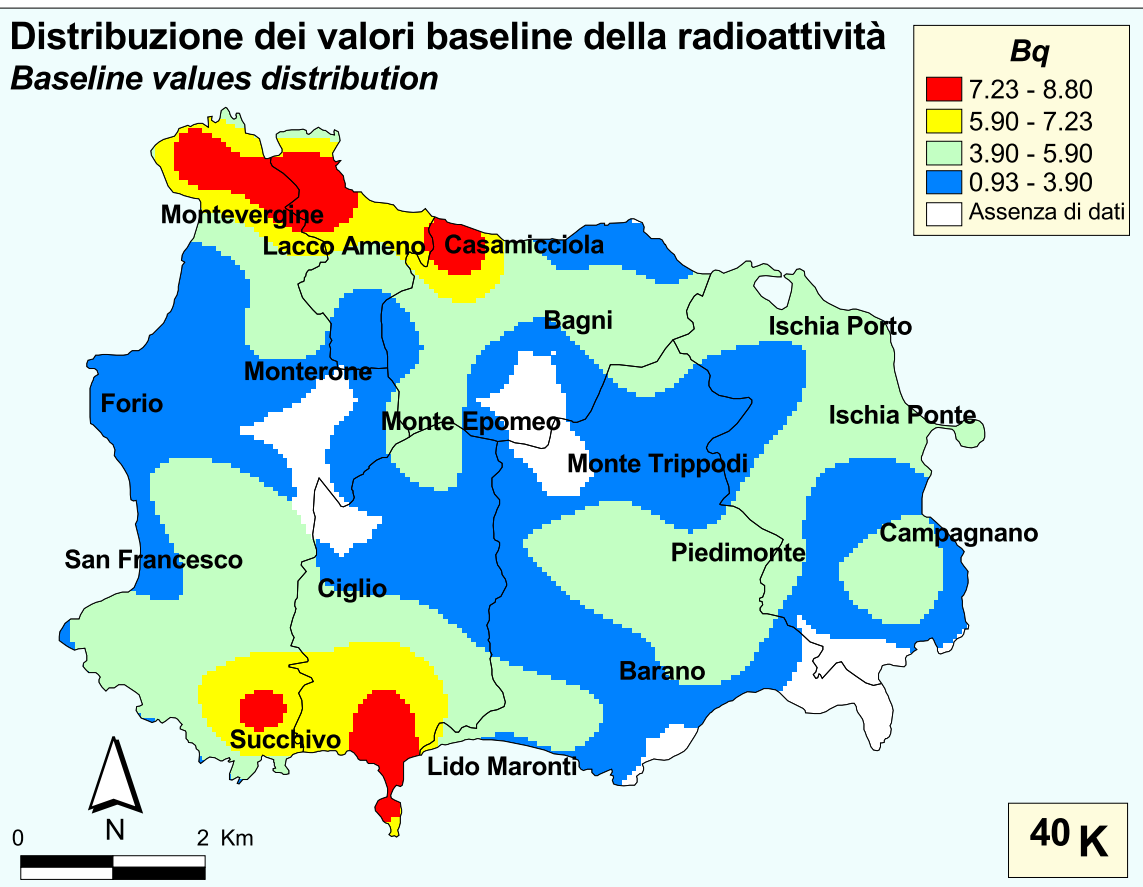 Distribuzione dei valori baseline della radioattività
Baseline values distribution
Bq
7.23 - 8.80
5.90 - 7.23
3.90 - 5.90
0.93 - 3.90
Assenza di dati
Montevergine
Lacco Ameno
Casamicciola
Bagni
Ischia Porto
Monterone
Forio
Monte Epomeo
Ischia Ponte
Monte Trippodi
Campagnano
San Francesco
Piedimonte
Ciglio
Barano
Succhivo
Lido Maronti
N
0 2 Km
40 K